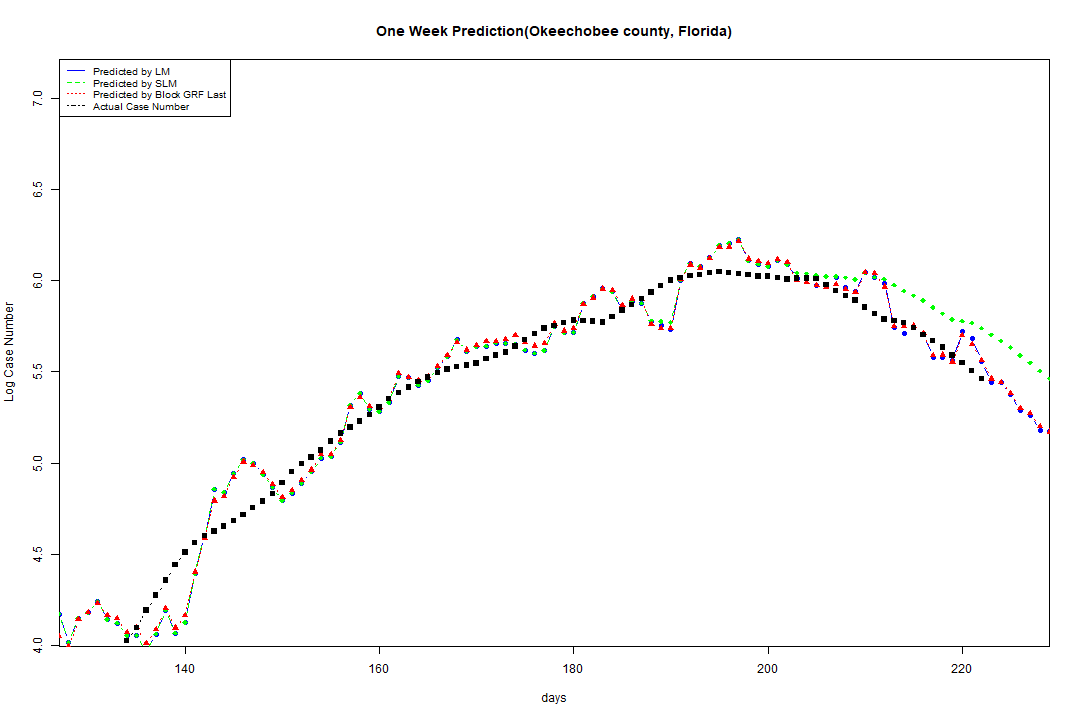 One Week Prediction(Okeechobee county, Florida)
Predicted by LM
Predicted by SLM
Predicted by Block GRF Last
Actual Case Number
7.0
6.5
6.0
5.5
5.0
4.5
4.0
Log Case Number
140
160
180
200
220
days